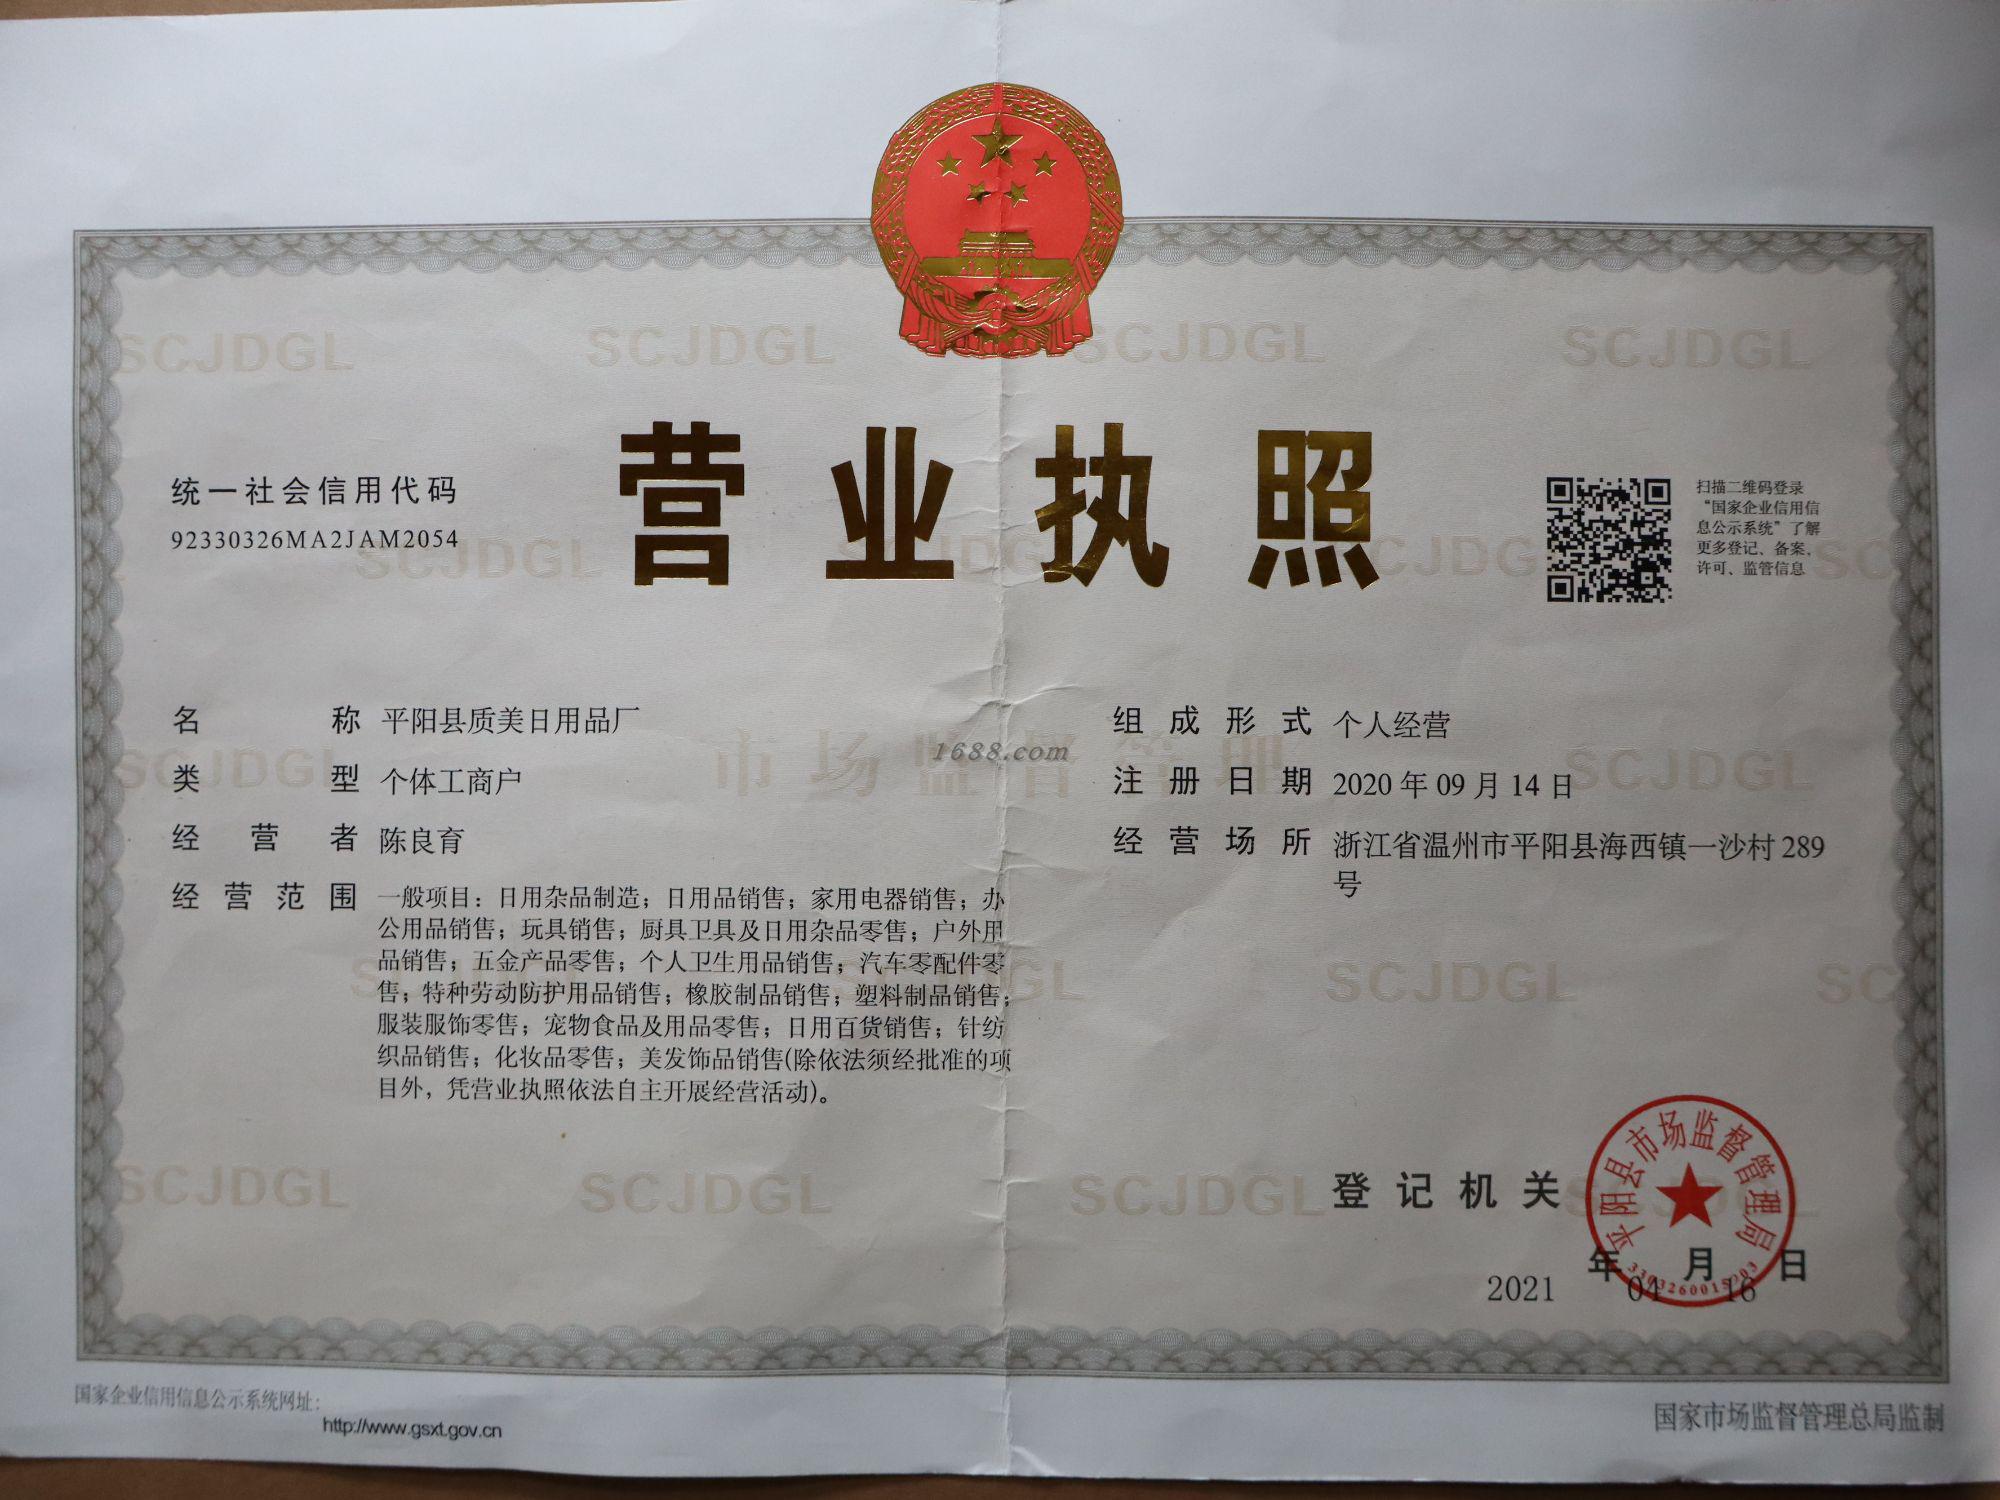 营业执照
统一社会信用代码
92330326MA2JAM2054
扫描二维码登录
“国家企业信用信
息公示系统”了解
更多登记、备案、
许可、监管信息
名称 平阳县质美日用品厂
类型 个体工商户
经营者 陈良育
经营范围 一般项目：日用杂品制造；日用品销售；家用电器销售；办
公用品销售；玩具销售；厨具卫具及日用杂品零售；户外用
品销售；五金产品零售；个人卫生用品销售；汽车零配件零
售；特种劳动防护用品销售；橡胶制品销售；塑料制品销售；
服装服饰零售；宠物食品及用品零售；日用百货销售；针纺
织品销售；化妆品零售；美发饰品销售(除依法须经批准的项
目外，凭营业执照依法自主开展经营活动)。
组成形式 个人经营
注册日期 2020年09月14日
经营场所 浙江省温州市平阳县海西镇一沙村289
号
1688.com
市场监督管理
SCJDGL
登记机关
平阳县市场监督管理局
2021年04月16日
国家企业信用信息公示系统网址：
http://www.gsxt.gov.cn
国家市场监督管理总局监制